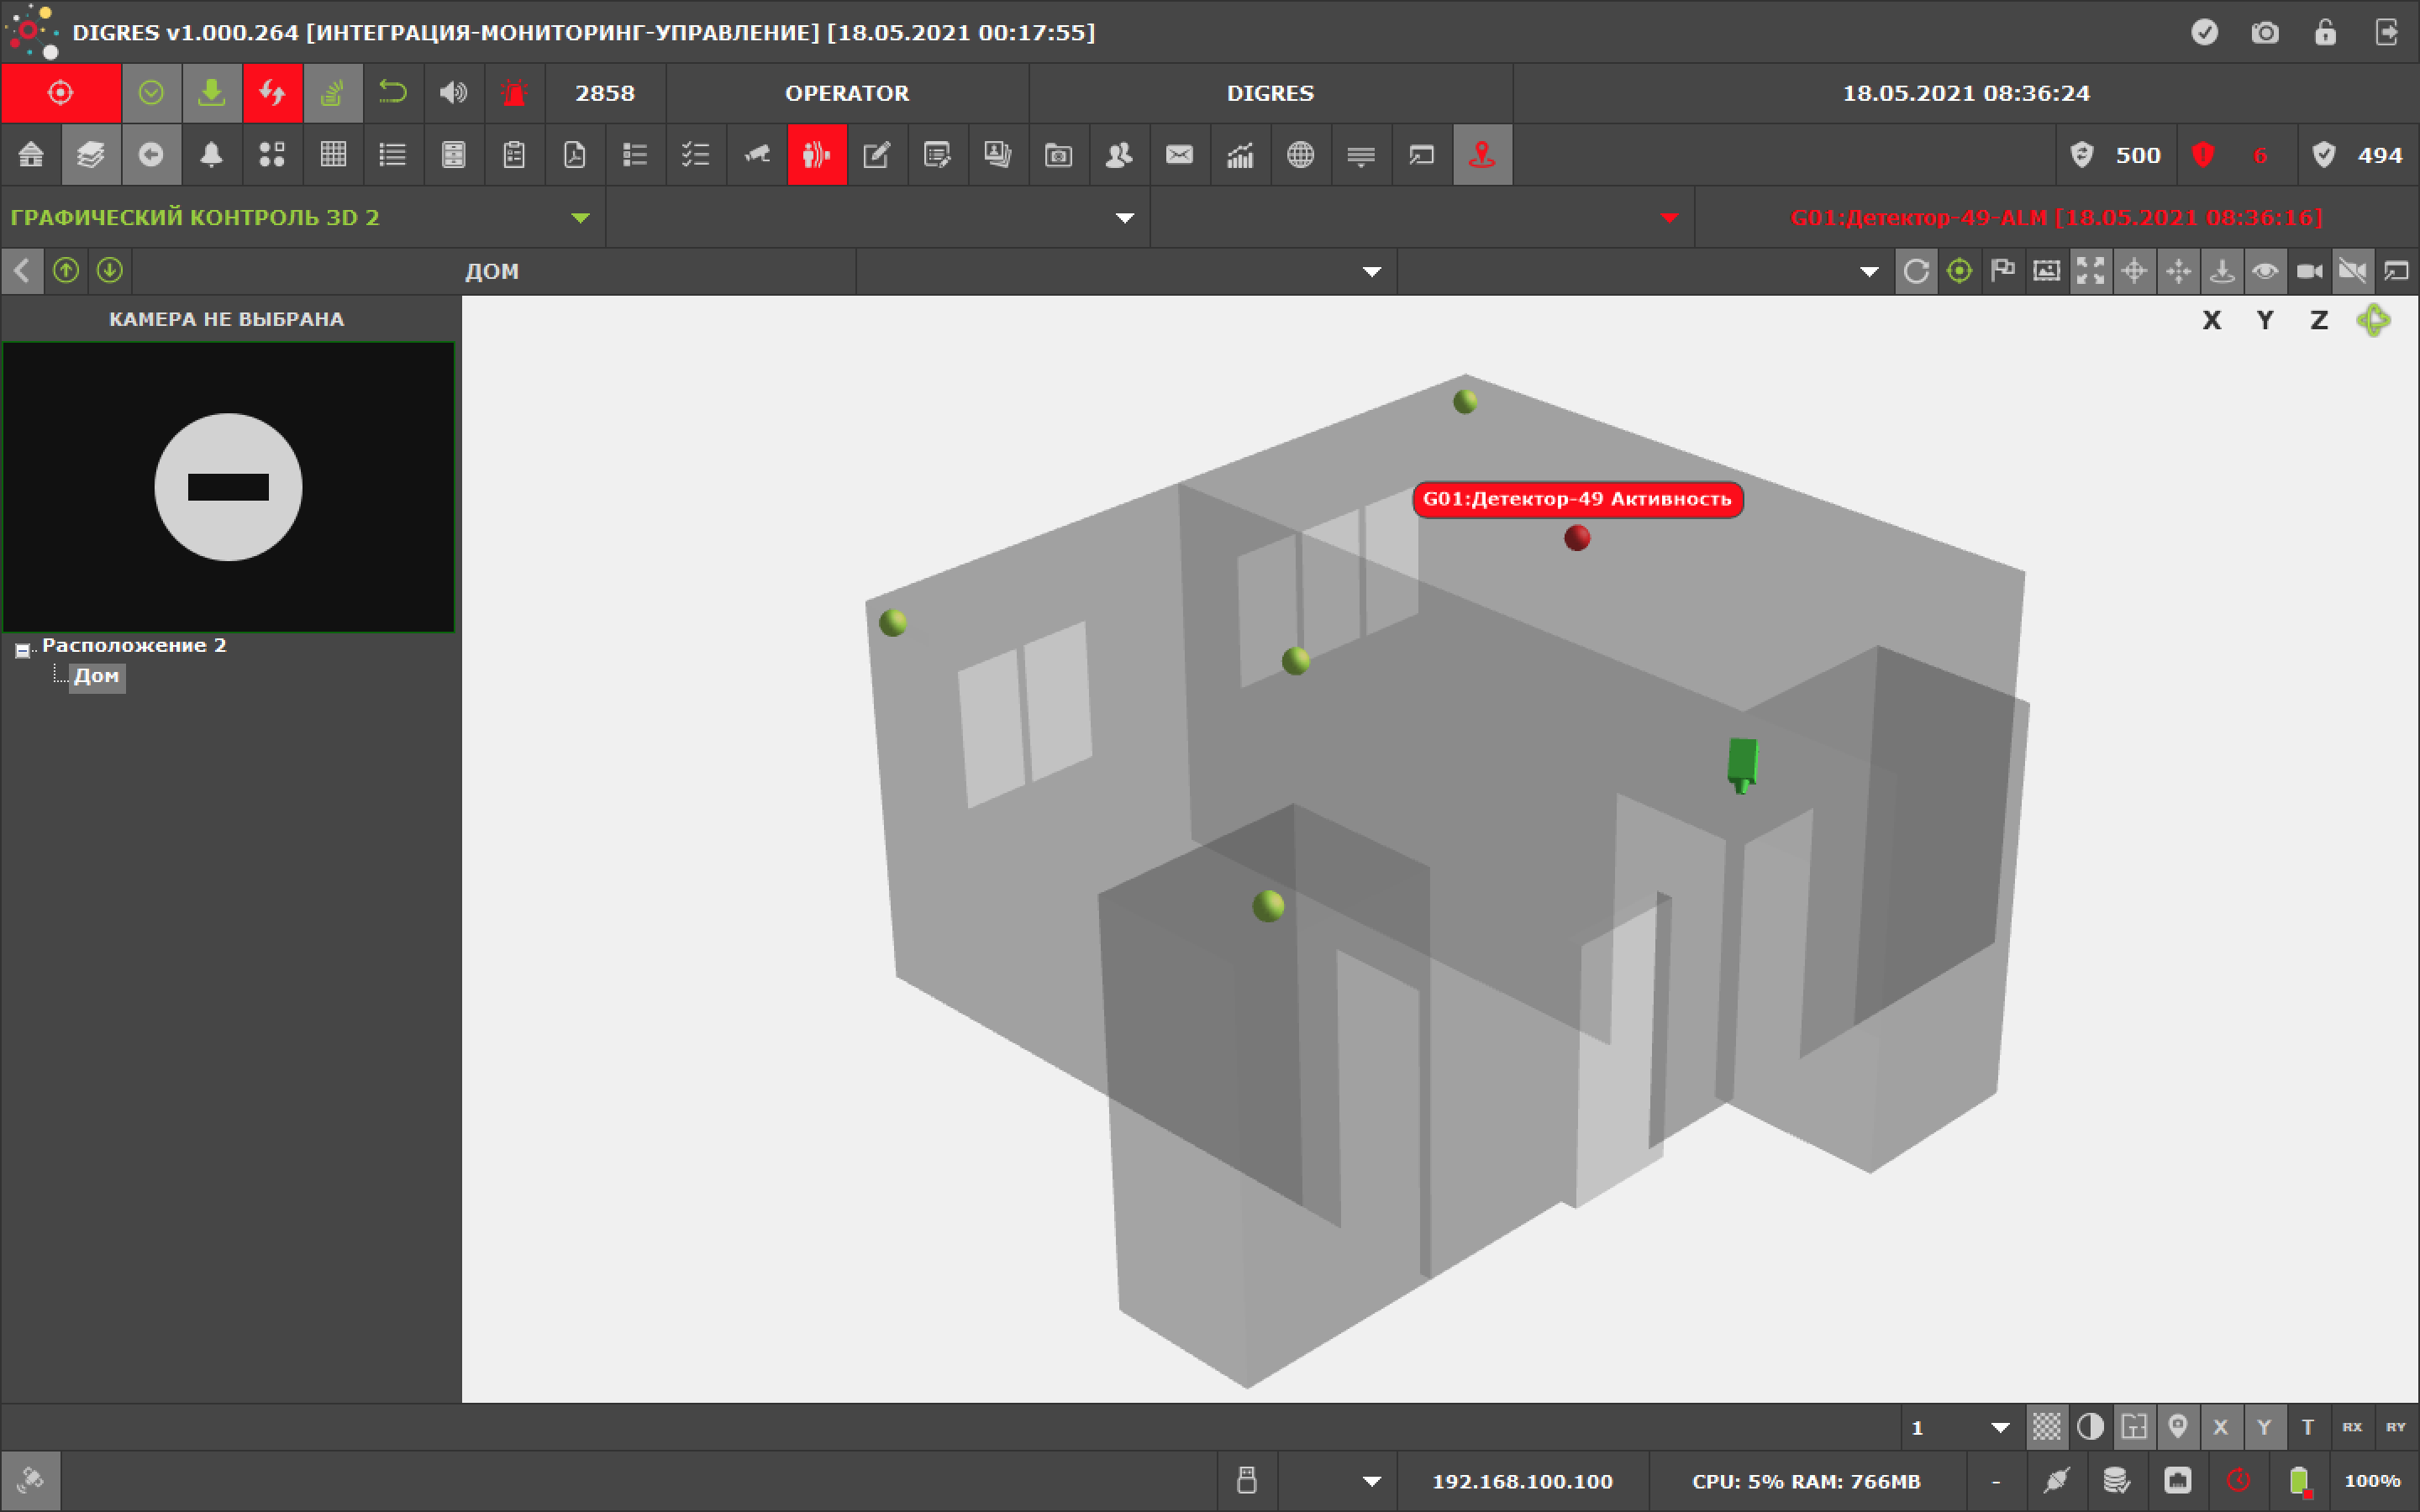 DIGRES v1.000.264 [ИНТЕГРАЦИЯ-МОНИТОРИНГ-УПРАВЛЕНИЕ] [18.05.2021 00:17:55]
2858 OPERATOR DIGRES 18.05.2021 08:36:24
500 6 494
ГРАФИЧЕСКИЙ КОНТРОЛЬ 3D 2 G01:Детектор-49-ALM [18.05.2021 08:36:16]
ДОМ
КАМЕРА НЕ ВЫБРАНА
X Y Z
G01:Детектор-49 Активность
Расположение 2
Дом
1 X Y T RX RY
192.168.100.100 CPU: 5% RAM: 766MB - 100%